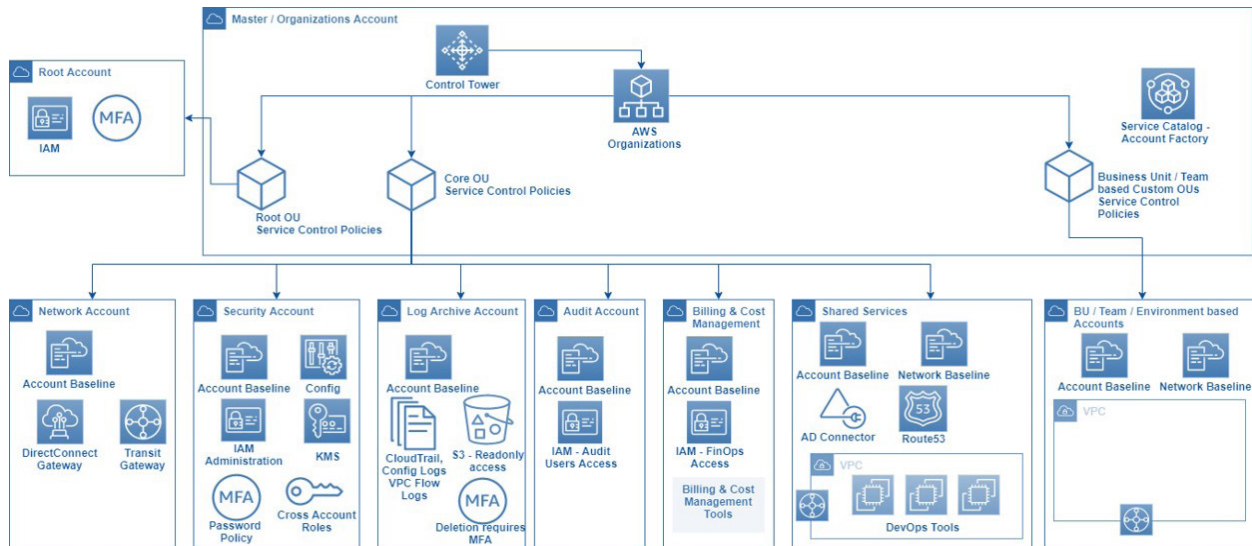 Master / Organizations Account
Root Account
IAM
MFA
Control Tower
AWS
Organizations
Service Catalog -
Account Factory
Root OU
Service Control Policies
Core OU
Service Control Policies
Business Unit / Team
based Custom OUs
Service Control
Policies
Network Account
Account Baseline
DirectConnect
Gateway
Transit
Gateway
Security Account
Account Baseline
Config
IAM
Administration
KMS
MFA
Password
Policy
Cross Account
Roles
Log Archive Account
Account Baseline
CloudTrail,
Config Logs
VPC Flow
Logs
S3 - Readonly
access
MFA
Deletion requires
MFA
Audit Account
Account Baseline
IAM - Audit
Users Access
Billing & Cost
Management
Account Baseline
IAM - FinOps
Access
Billing & Cost
Management
Tools
Shared Services
Account Baseline
Network Baseline
AD Connector
53
Route53
VPC
DevOps Tools
BU / Team / Environment based
Accounts
Account Baseline
Network Baseline
VPC